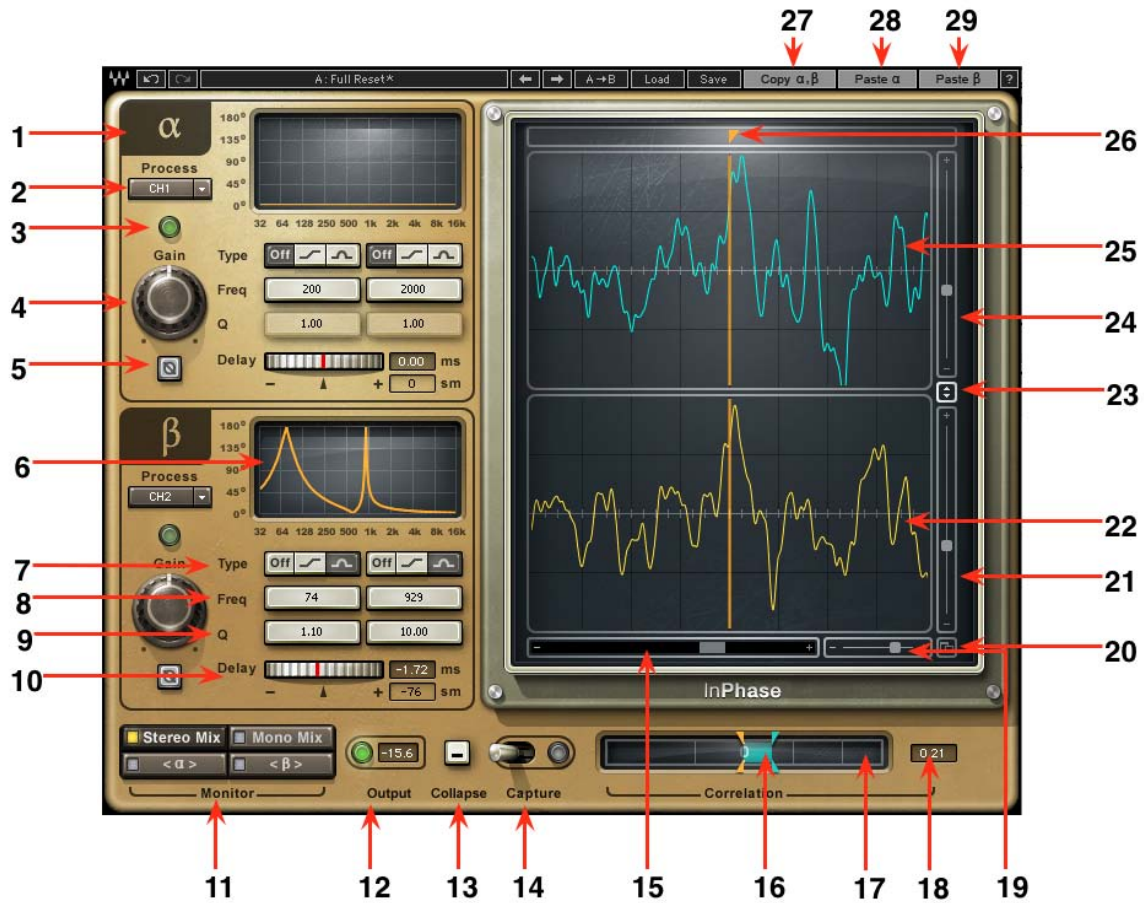 27 28 29
A: Full Reset* A→B Load Save Copy α,β Paste α Paste β ?
1
α
180°
135°
90°
45°
0°
32 64 128 250 500 1k 2k 4k 8k 16k
26
Process
2
CH1
3
Gain
Type Off Off
25
4
Freq 200 2000
Q 1.00 1.00
24
5
Delay 0.00 ms
- + 0 sm
23
β
180°
135°
90°
45°
0°
32 64 128 250 500 1k 2k 4k 8k 16k
6
Process
CH2
22
Gain
7
Type Off Off
21
8
Freq 74 929
9
Q 1.10 10.00
20
10
Delay -1.72 ms
- + -76 sm
InPhase
Stereo Mix Mono Mix
<α> <β>
-15.6
0.21
Monitor Output Collapse Capture Correlation
11 12 13 14 15 16 17 18 19